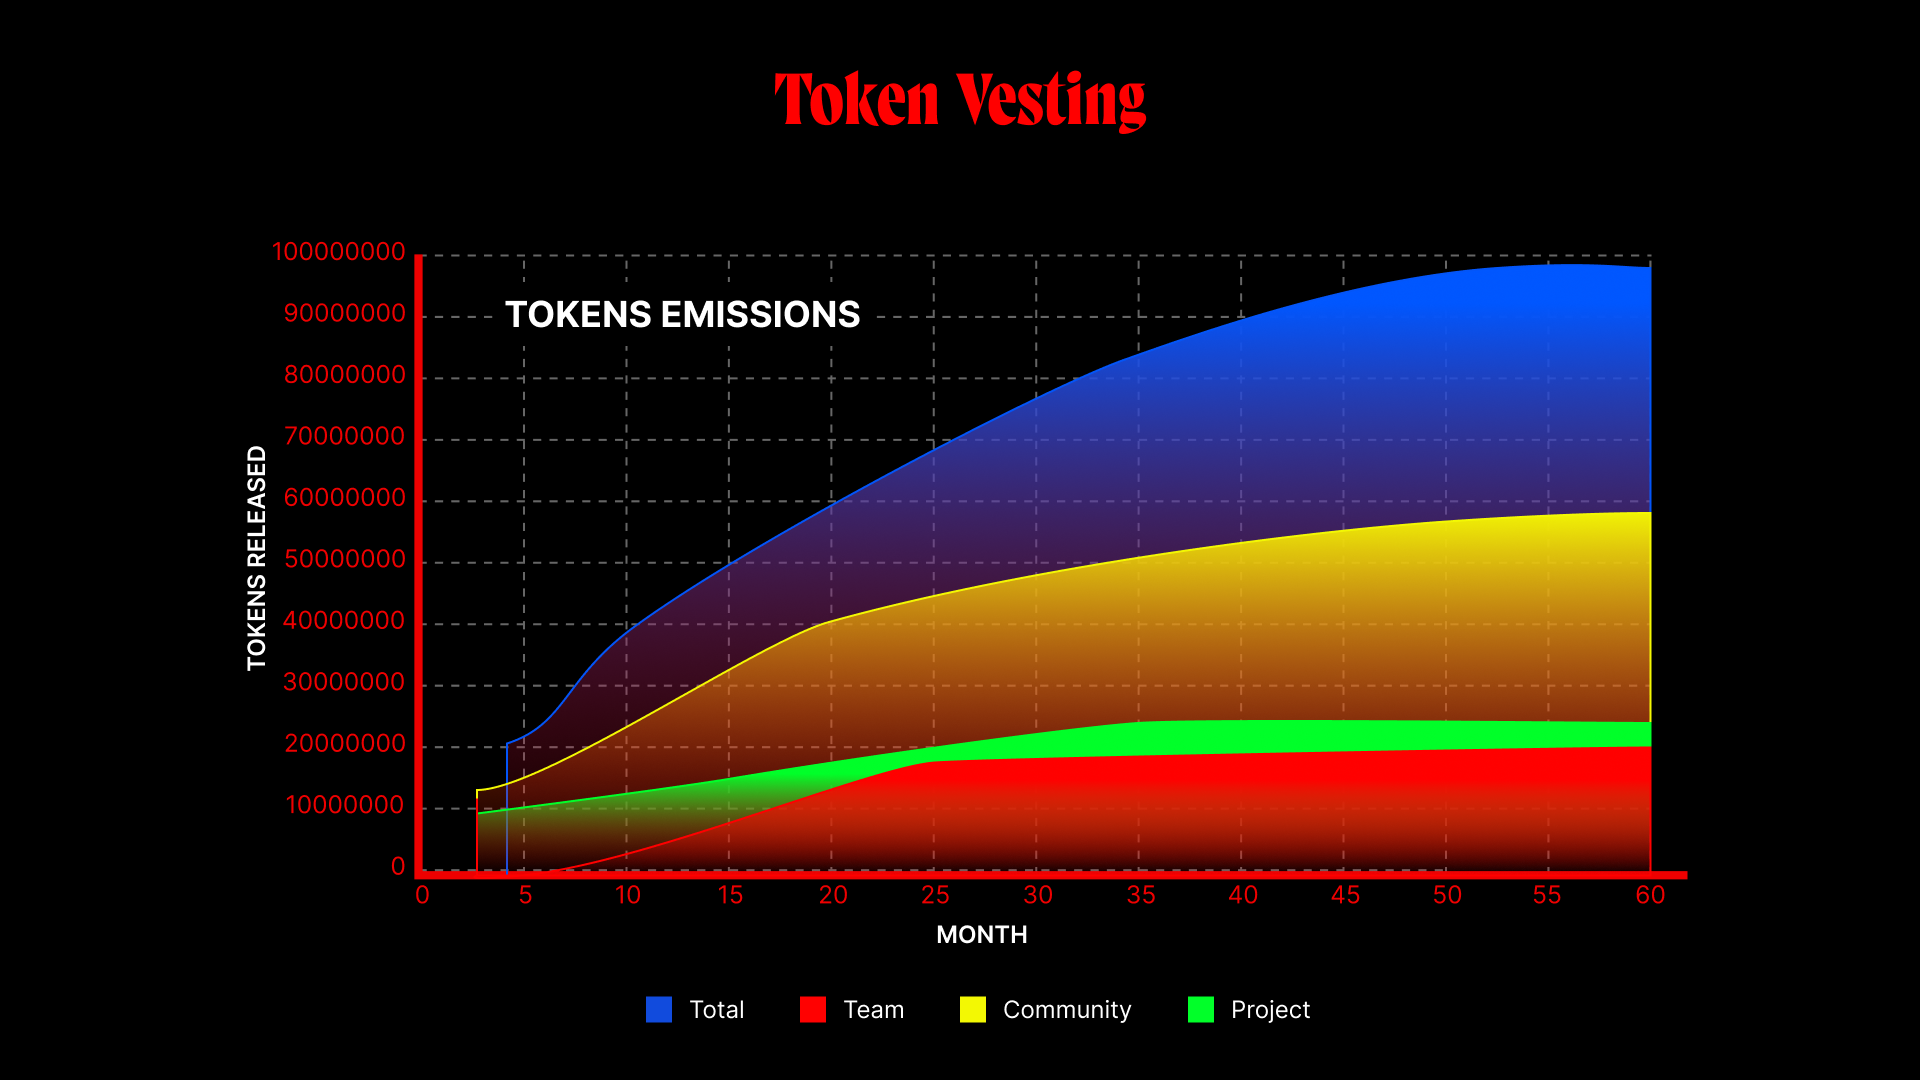 Token Vesting
100000000
TOKENS EMISSIONS
90000000
80000000
70000000
60000000
50000000
40000000
30000000
20000000
10000000
0
TOKENS RELEASED
0 5 10 15 20 25 30 35 40 45 50 55 60
MONTH
Total Team Community Project